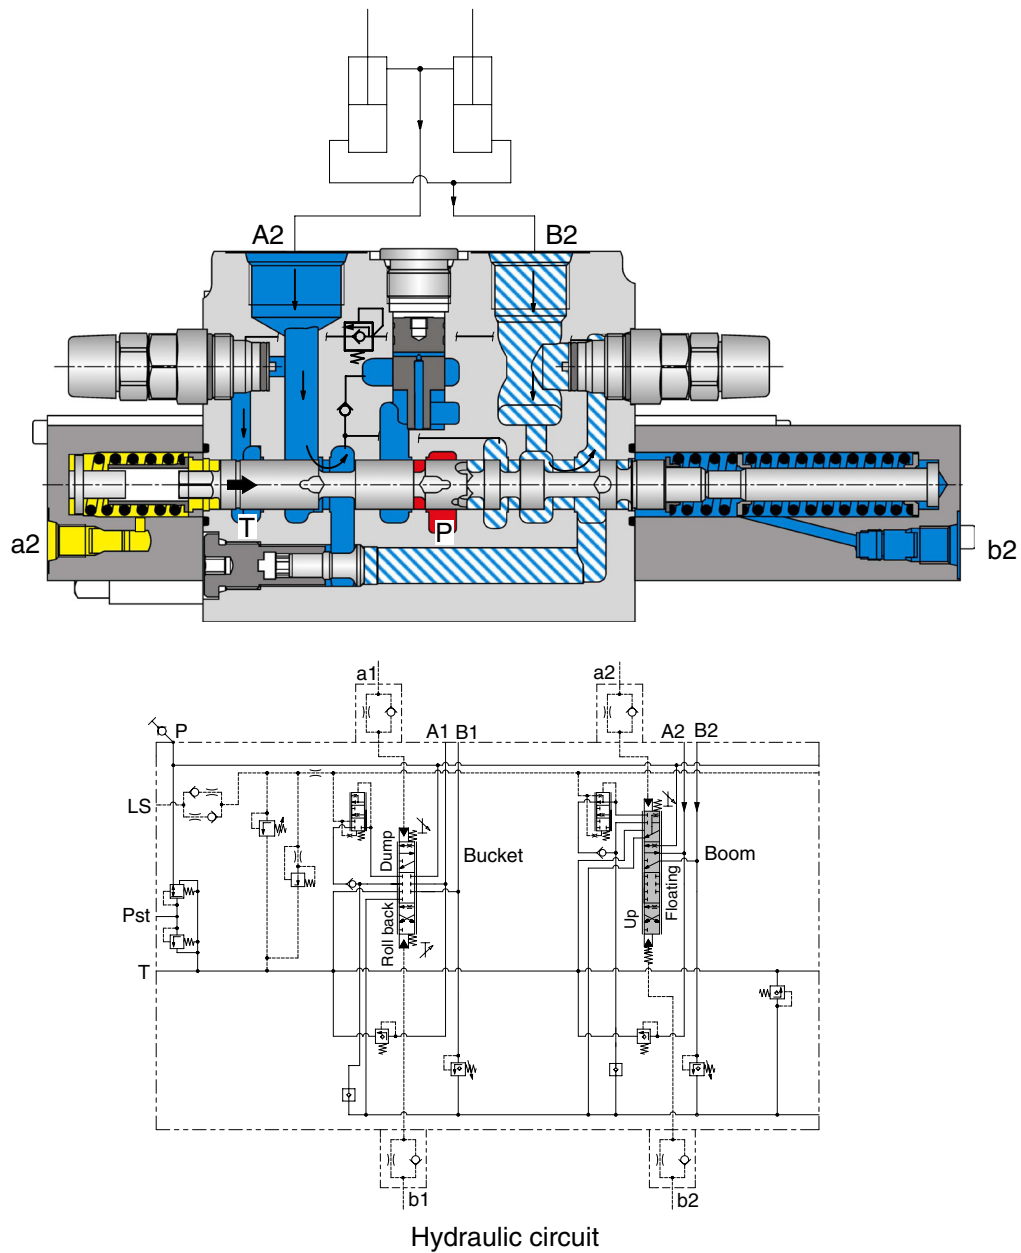 A2
B2
a2
T
P
b2
a1
a2
P
A1
B1
A2
B2
LS
Dump
Bucket
Boom
Floating
Up
Roll back
Pst
T
b1
b2
Hydraulic circuit